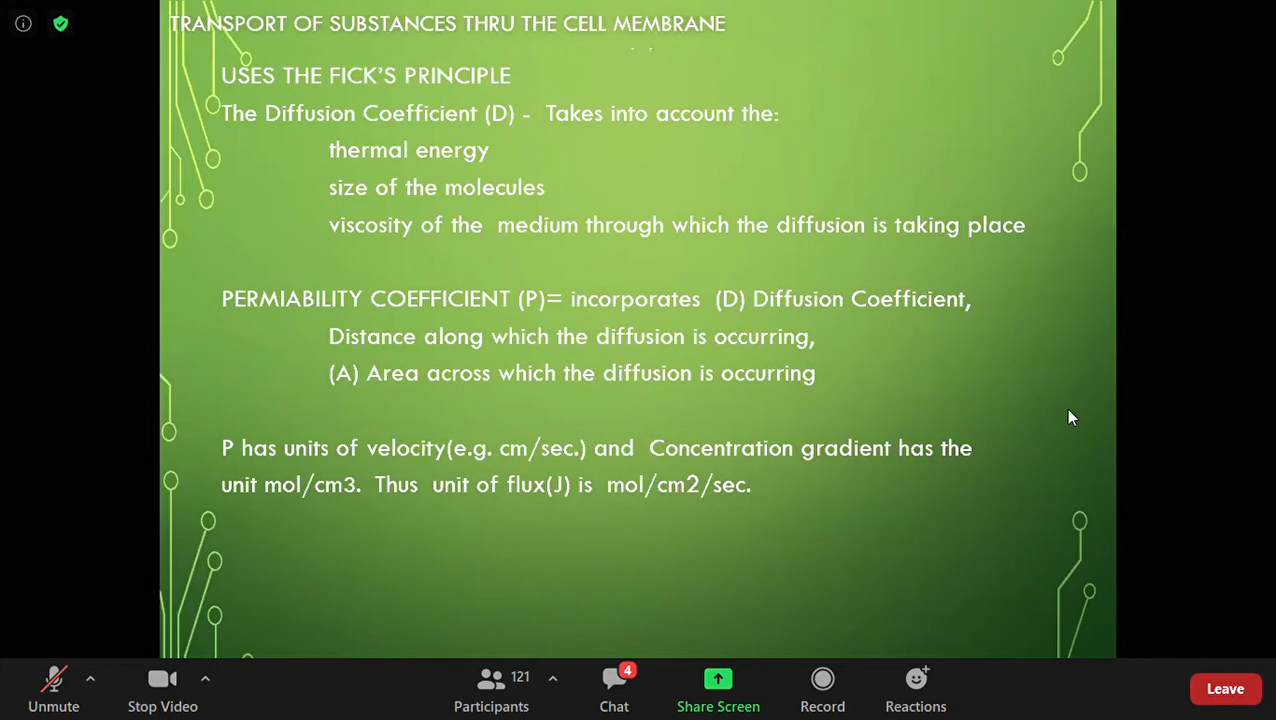 TRANSPORT OF SUBSTANCES THRU THE CELL MEMBRANE
USES THE FICK'S PRINCIPLE
The Diffusion Coefficient (D) - Takes into account the:
thermal energy
size of the molecules
viscosity of the medium through which the diffusion is taking place
PERMIABILITY COEFFICIENT (P)= incorporates (D) Diffusion Coefficient,
Distance along which the diffusion is occurring,
(A) Area across which the diffusion is occurring
P has units of velocity(e.g. cm/sec.) and Concentration gradient has the
unit mol/cm3. Thus unit of flux(J) is mol/cm2/sec.
121
4
Unmute
Stop Video
Participants
Chat
Share Screen
Record
Reactions
Leave